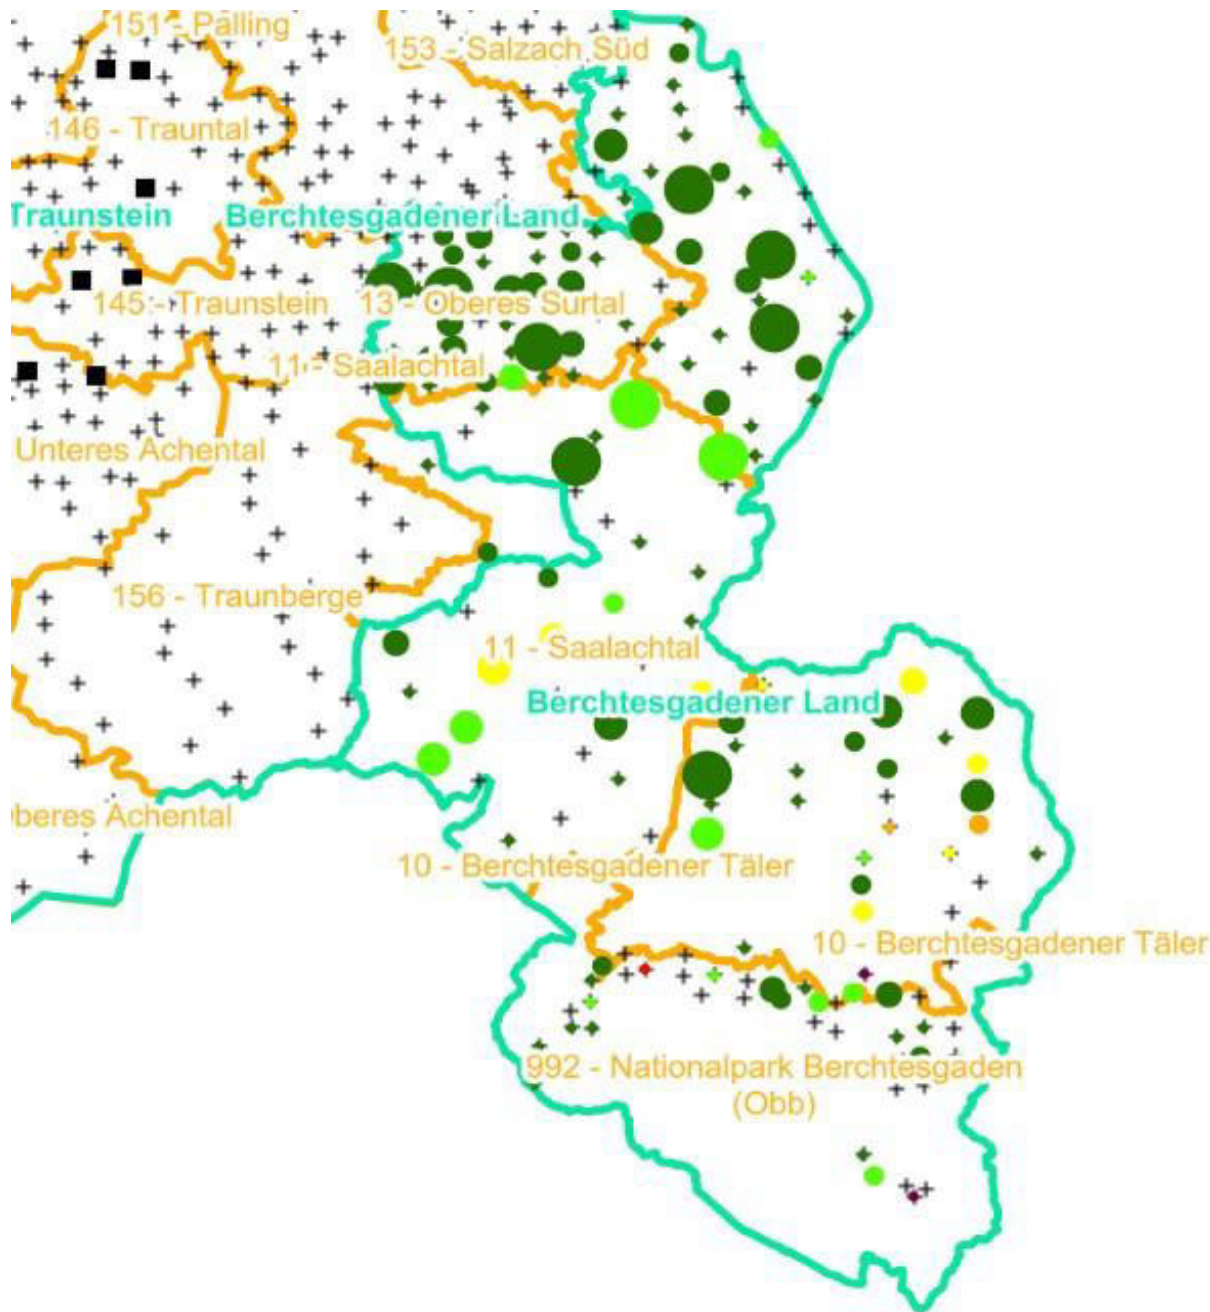 151 - Palling
153 - Salzach Süd
146 - Trauntal
Traunstein
Berchtesgadener Land
145 - Traunstein
13 - Oberes Surtal
11 - Saalachtal
Unteres Achental
156 - Traunberge
11 - Saalachtal
Berchtesgadener Land
beres Achental
10 - Berchtesgadener Täler
10 - Berchtesgadener Täler
992 - Nationalpark Berchtesgaden
(Obb)